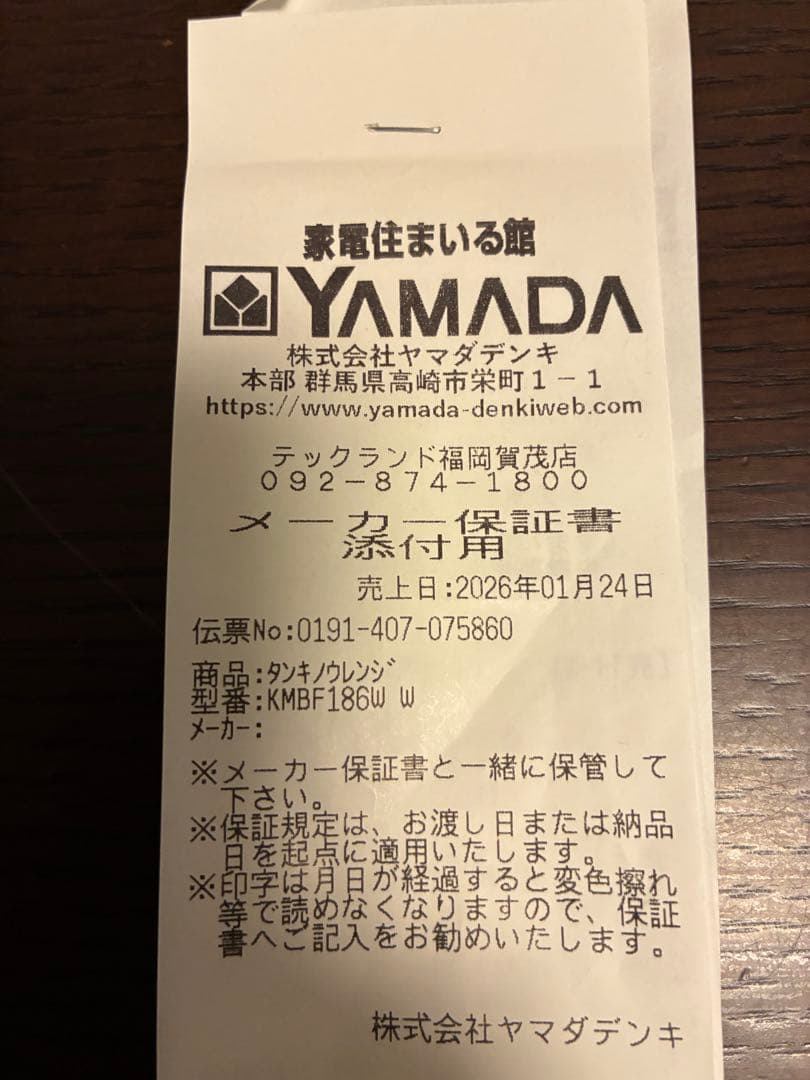 家電住まいる館
YAMADA
株式会社ヤマダデンキ
本部 群馬県高崎市栄町1-1
https://www.yamada-denkiweb.com
テックランド福岡賀茂店
092-874-1800
メーカー保証書
添付用
売上日:2026年01月24日
伝票No:0191-407-075860
商品:ﾀﾝｷﾉｳﾚﾝｼﾞ
型番:KMBF186W W
ﾒｰｶｰ:
※メーカー保証書と一緒に保管して
下さい。
※保証規定は、お渡し日または納品
日を起点に適用いたします。
※印字は月日が経過すると変色擦れ
等で読めなくなりますので、保証
書へご記入をお勧めいたします。
株式会社ヤマダデンキ